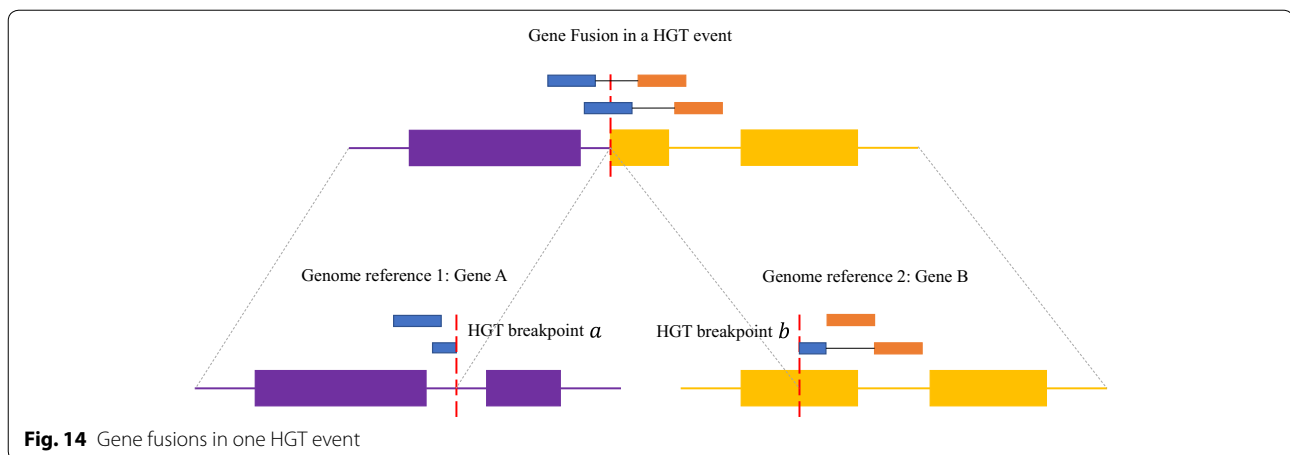 Gene Fusion in a HGT event
Genome reference 1: Gene A
Genome reference 2: Gene B
HGT breakpoint a
HGT breakpoint b
Fig. 14 Gene fusions in one HGT event